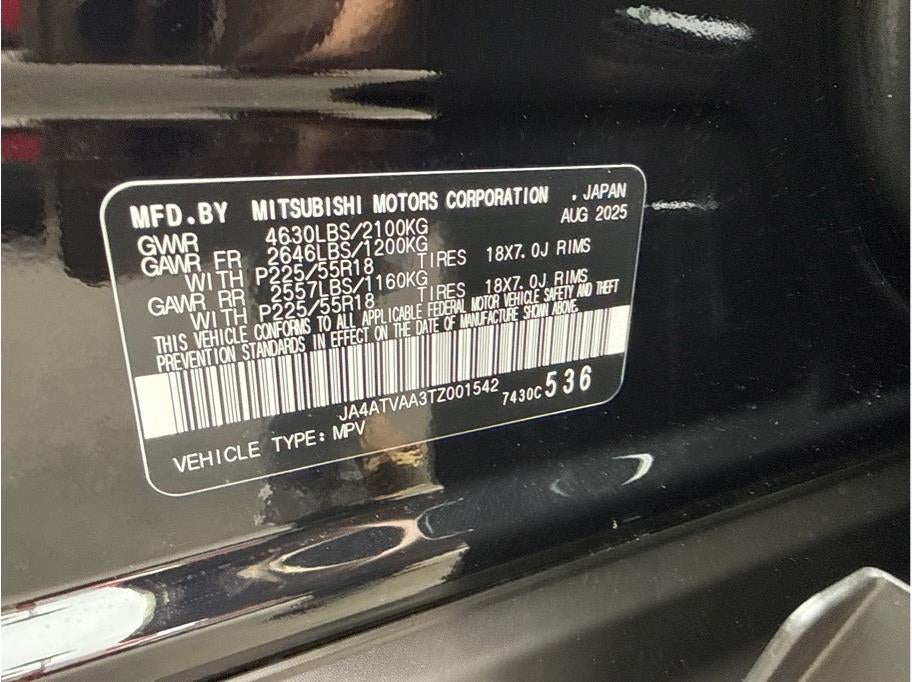 MFD.BY MITSUBISHI MOTORS CORPORATION , JAPAN
AUG 2025
GVWR 4630LBS/2100KG
GAWR FR 2646LBS/1200KG
WITH P225/55R18 TIRES 18X7.0J RIMS
GAWR RR 2557LBS/1160KG
WITH P225/55R18 TIRES 18X7.0J RIMS
THIS VEHICLE CONFORMS TO ALL APPLICABLE FEDERAL MOTOR VEHICLE SAFETY AND THEFT
PREVENTION STANDARDS IN EFFECT ON THE DATE OF MANUFACTURE SHOWN ABOVE.
JA4ATVAA3TZ001542 7430C 536
VEHICLE TYPE: MPV